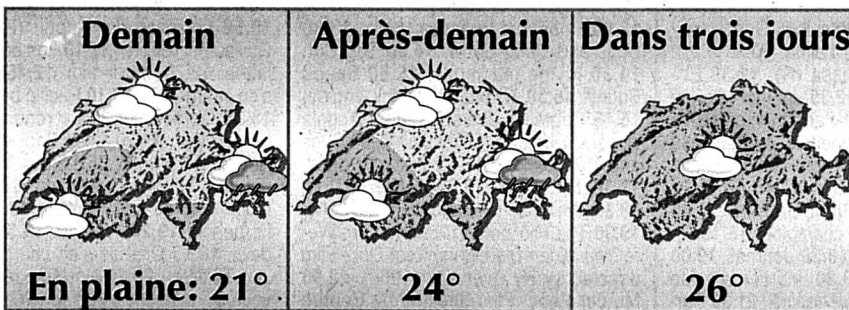 Demain
En plaine: 21°
Après-demain
24°
Dans trois jours
26°